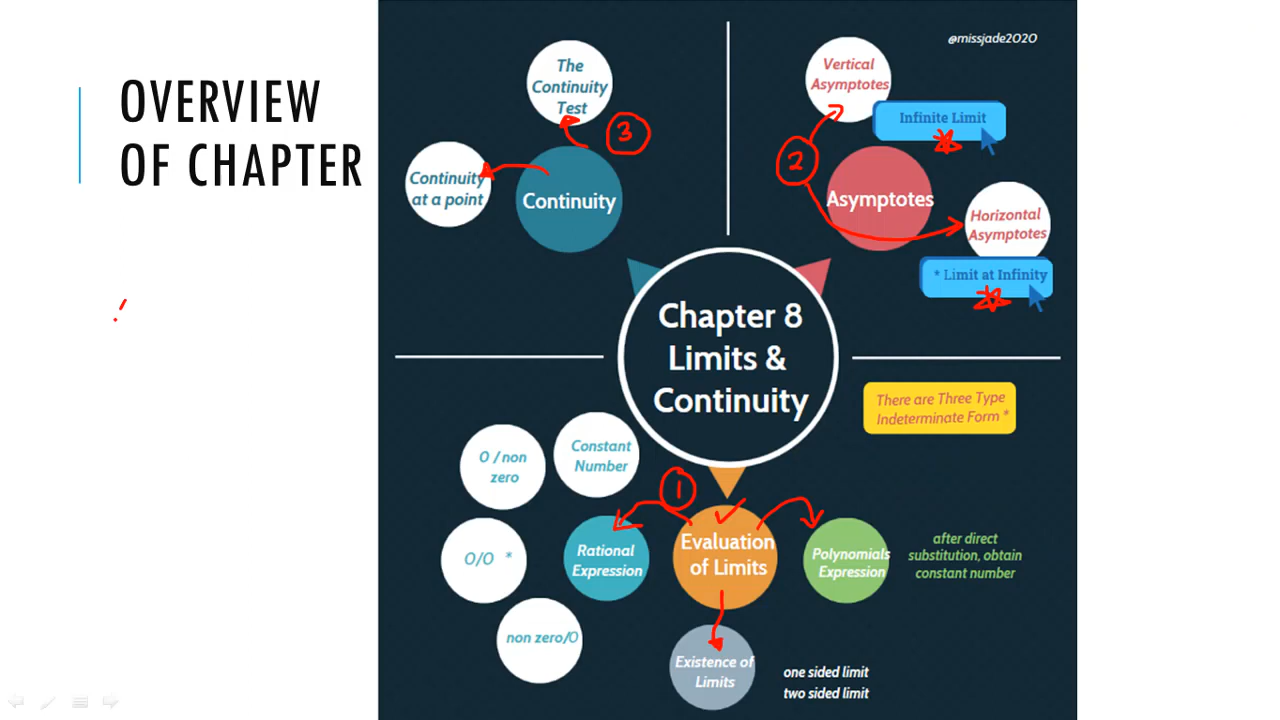 OVERVIEW
OF CHAPTER
@missjade2020
The
Continuity
Test
3
Continuity
at a point
Continuity
Vertical
Asymptotes
Infinite Limit
2
Asymptotes
Horizontal
Asymptotes
* Limit at Infinity
Chapter 8
Limits &
Continuity
There are Three Type
Indeterminate Form *
0 / non
zero
Constant
Number
0/0 *
non zero/0
1
Rational
Expression
Evaluation
of Limits
Polynomials
Expression
after direct
substitution, obtain
constant number
Existence of
Limits
one sided limit
two sided limit